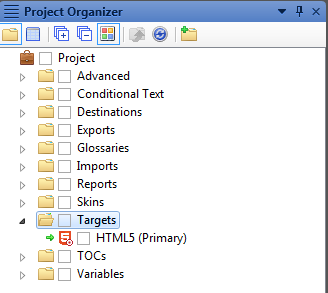 Project Organizer
Project
Advanced
Conditional Text
Destinations
Exports
Glossaries
Imports
Reports
Skins
Targets
HTML5 (Primary)
TOCs
Variables